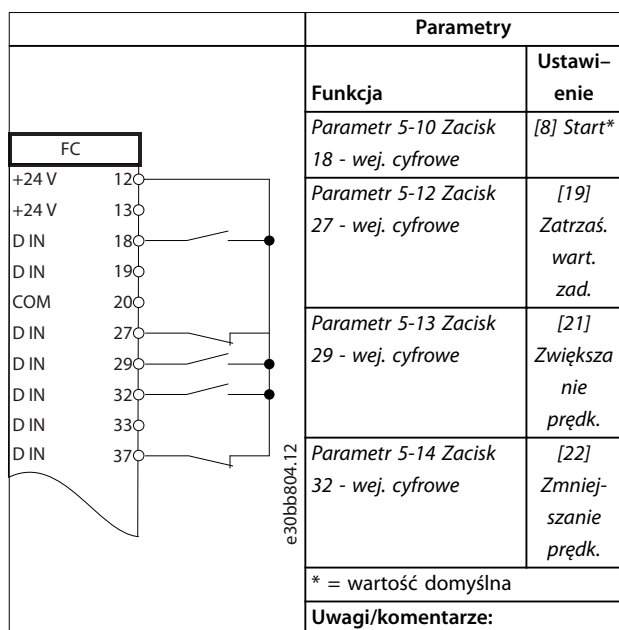 Parametry
Funkcja
Ustawi–
enie
Parametr 5-10 Zacisk
18 - wej. cyfrowe
[8] Start*
Parametr 5-12 Zacisk
27 - wej. cyfrowe
[19]
Zatrzaś.
wart.
zad.
Parametr 5-13 Zacisk
29 - wej. cyfrowe
[21]
Zwiększa
nie
prędk.
Parametr 5-14 Zacisk
32 - wej. cyfrowe
[22]
Zmniej-
szanie
prędk.
* = wartość domyślna
Uwagi/komentarze:
FC
+24 V 12
+24 V 13
D IN 18
D IN 19
COM 20
D IN 27
D IN 29
D IN 32
D IN 33
D IN 37
e30bb804.12